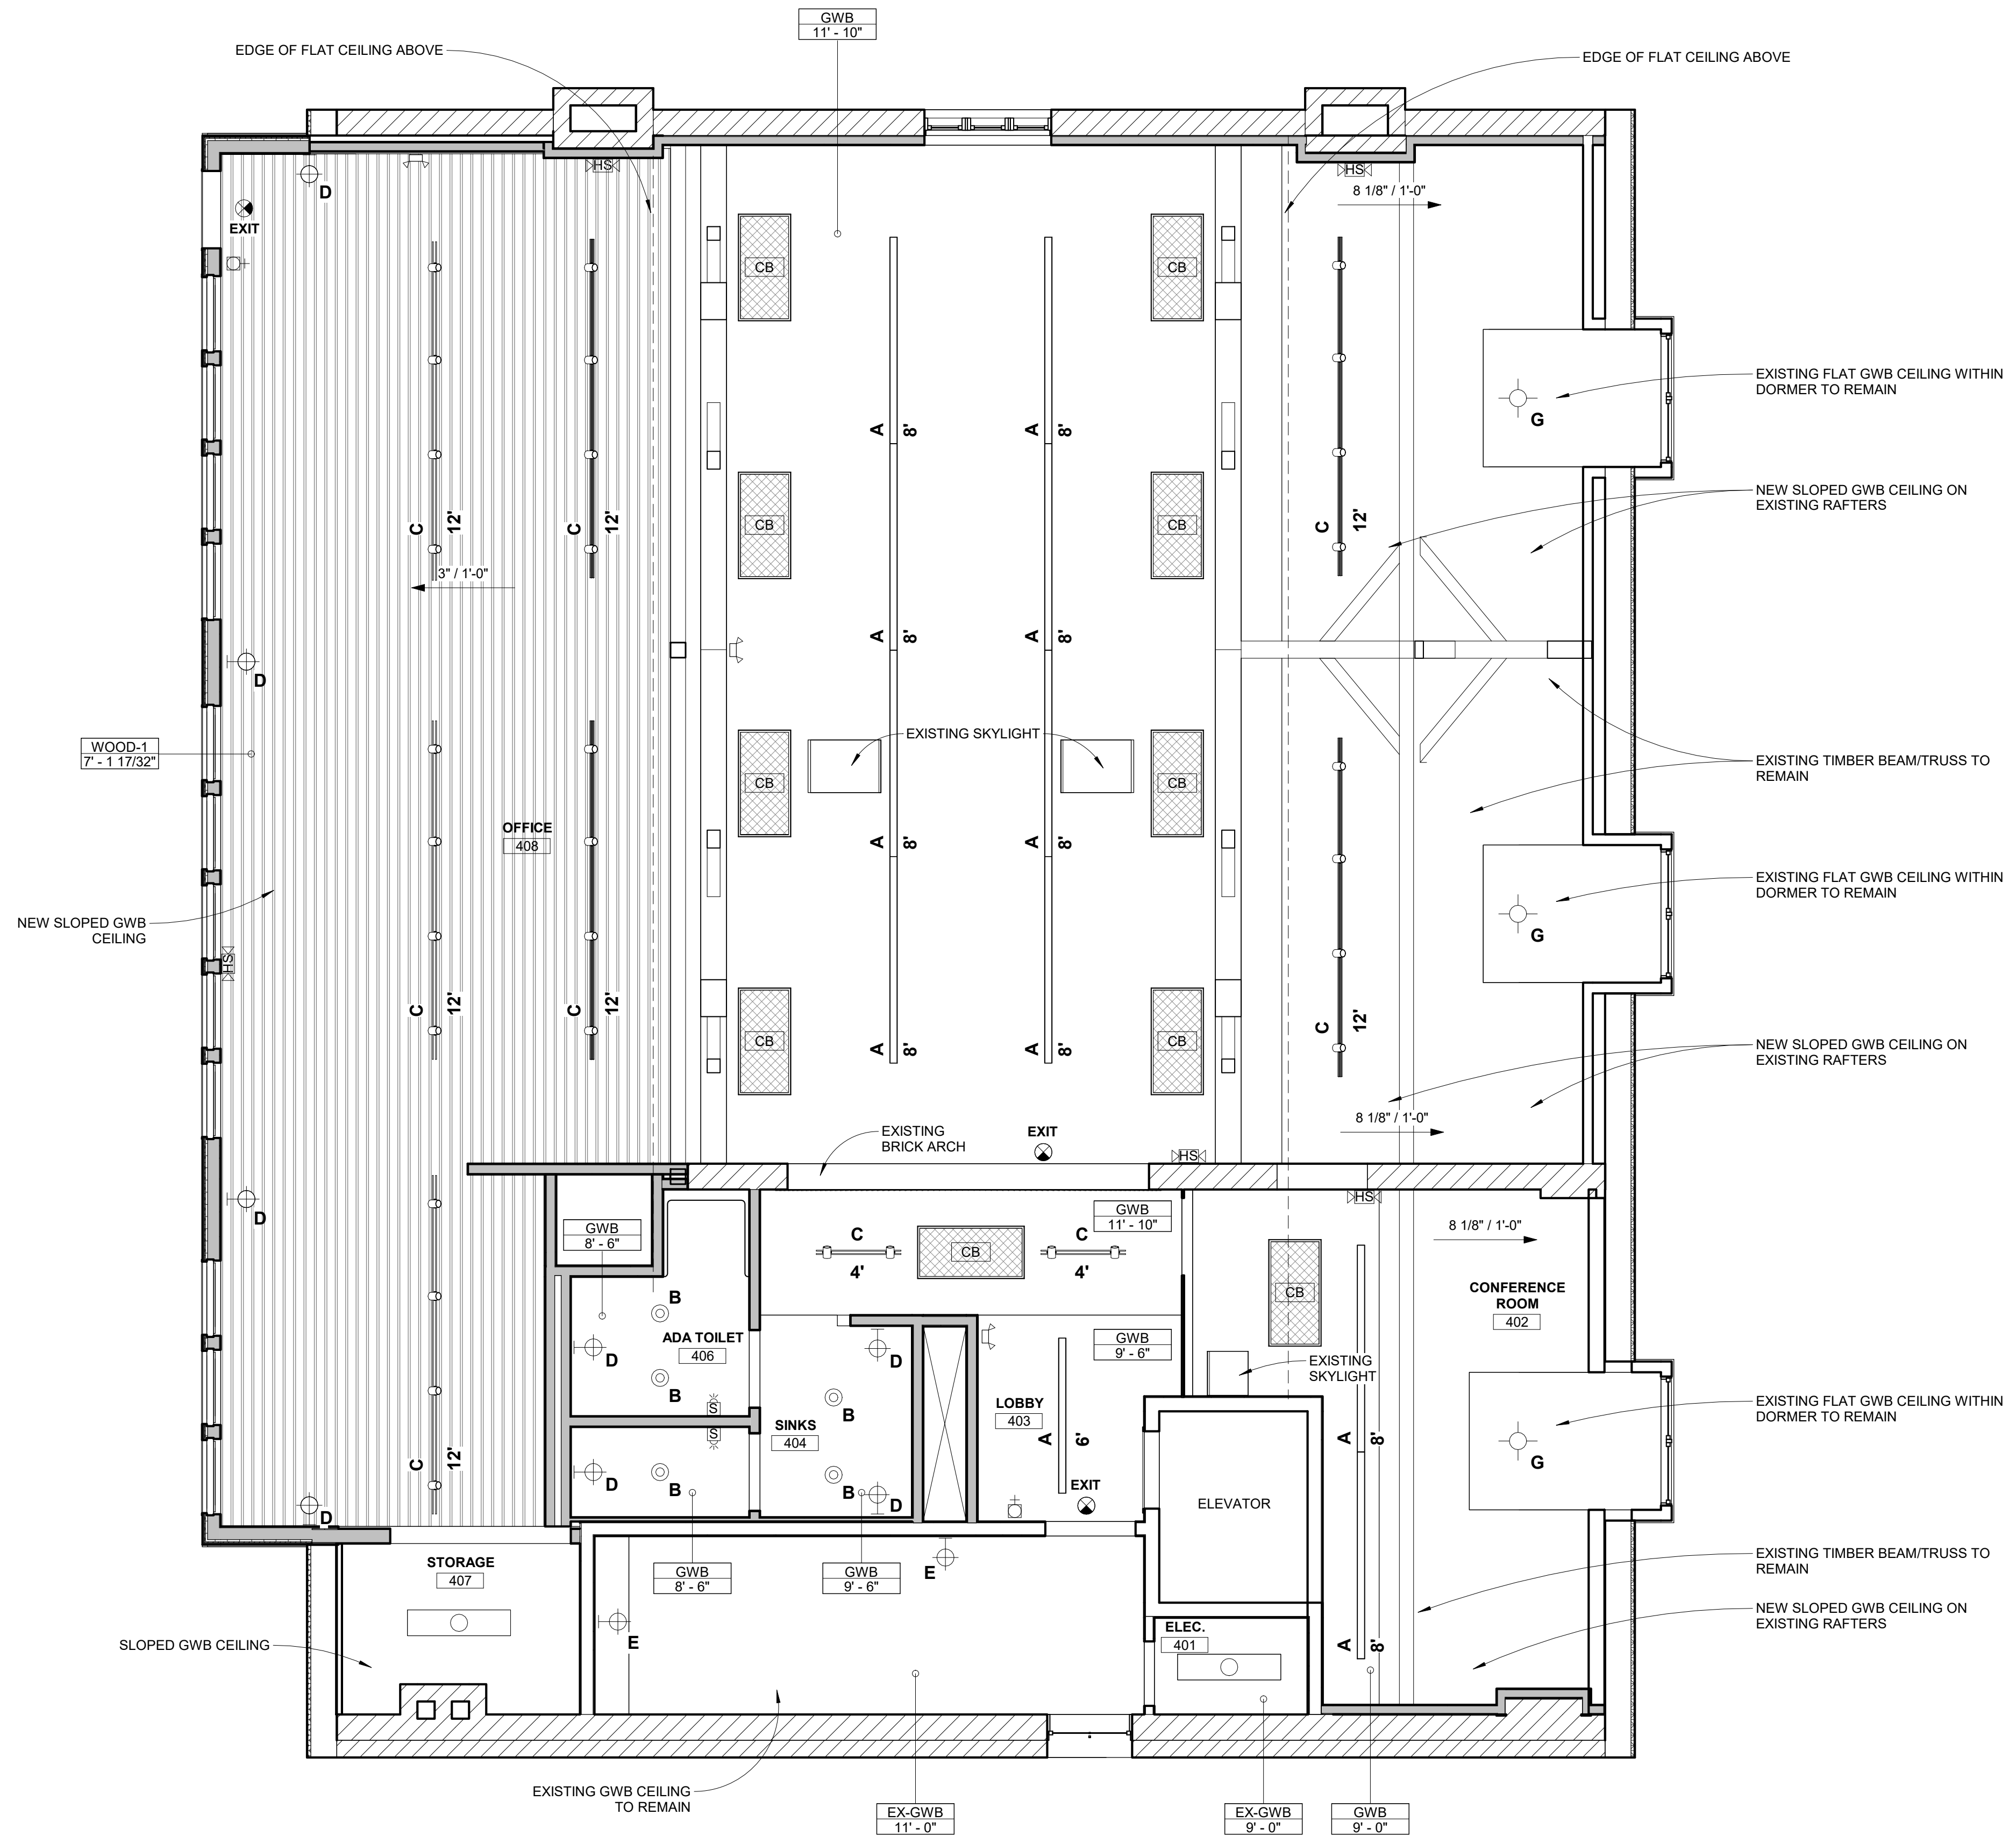 GWB
11' - 10"
EDGE OF FLAT CEILING ABOVE
EDGE OF FLAT CEILING ABOVE
HS
HS
8 1/8" / 1'-0"
D
EXIT
CB
CB
EXISTING FLAT GWB CEILING WITHIN
DORMER TO REMAIN
G
A
8'
A
8'
NEW SLOPED GWB CEILING ON
EXISTING RAFTERS
C
12'
C
12'
CB
CB
C
12'
3" / 1'-0"
A
8'
A
8'
D
EXISTING SKYLIGHT
WOOD-1
7' - 1 17/32"
CB
CB
EXISTING TIMBER BEAM/TRUSS TO
REMAIN
OFFICE
408
A
8'
A
8'
EXISTING FLAT GWB CEILING WITHIN
DORMER TO REMAIN
G
NEW SLOPED GWB
CEILING
HS
C
12'
C
12'
C
12'
CB
CB
A
8'
A
8'
NEW SLOPED GWB CEILING ON
EXISTING RAFTERS
8 1/8" / 1'-0"
EXISTING
BRICK ARCH
EXIT
HS
HS
D
GWB
8' - 6"
GWB
11' - 10"
8 1/8" / 1'-0"
C
4'
CB
C
4'
CB
CONFERENCE
ROOM
402
B
ADA TOILET
406
D
D
GWB
9' - 6"
EXISTING
SKYLIGHT
B
S
S
B
SINKS
404
LOBBY
403
A
6'
A
8'
EXISTING FLAT GWB CEILING WITHIN
DORMER TO REMAIN
G
C
12'
D
B
B
D
EXIT
ELEVATOR
D
STORAGE
407
GWB
8' - 6"
GWB
9' - 6"
E
EXISTING TIMBER BEAM/TRUSS TO
REMAIN
NEW SLOPED GWB CEILING ON
EXISTING RAFTERS
SLOPED GWB CEILING
E
ELEC.
401
A
8'
EXISTING GWB CEILING
TO REMAIN
EX-GWB
11' - 0"
EX-GWB
9' - 0"
GWB
9' - 0"